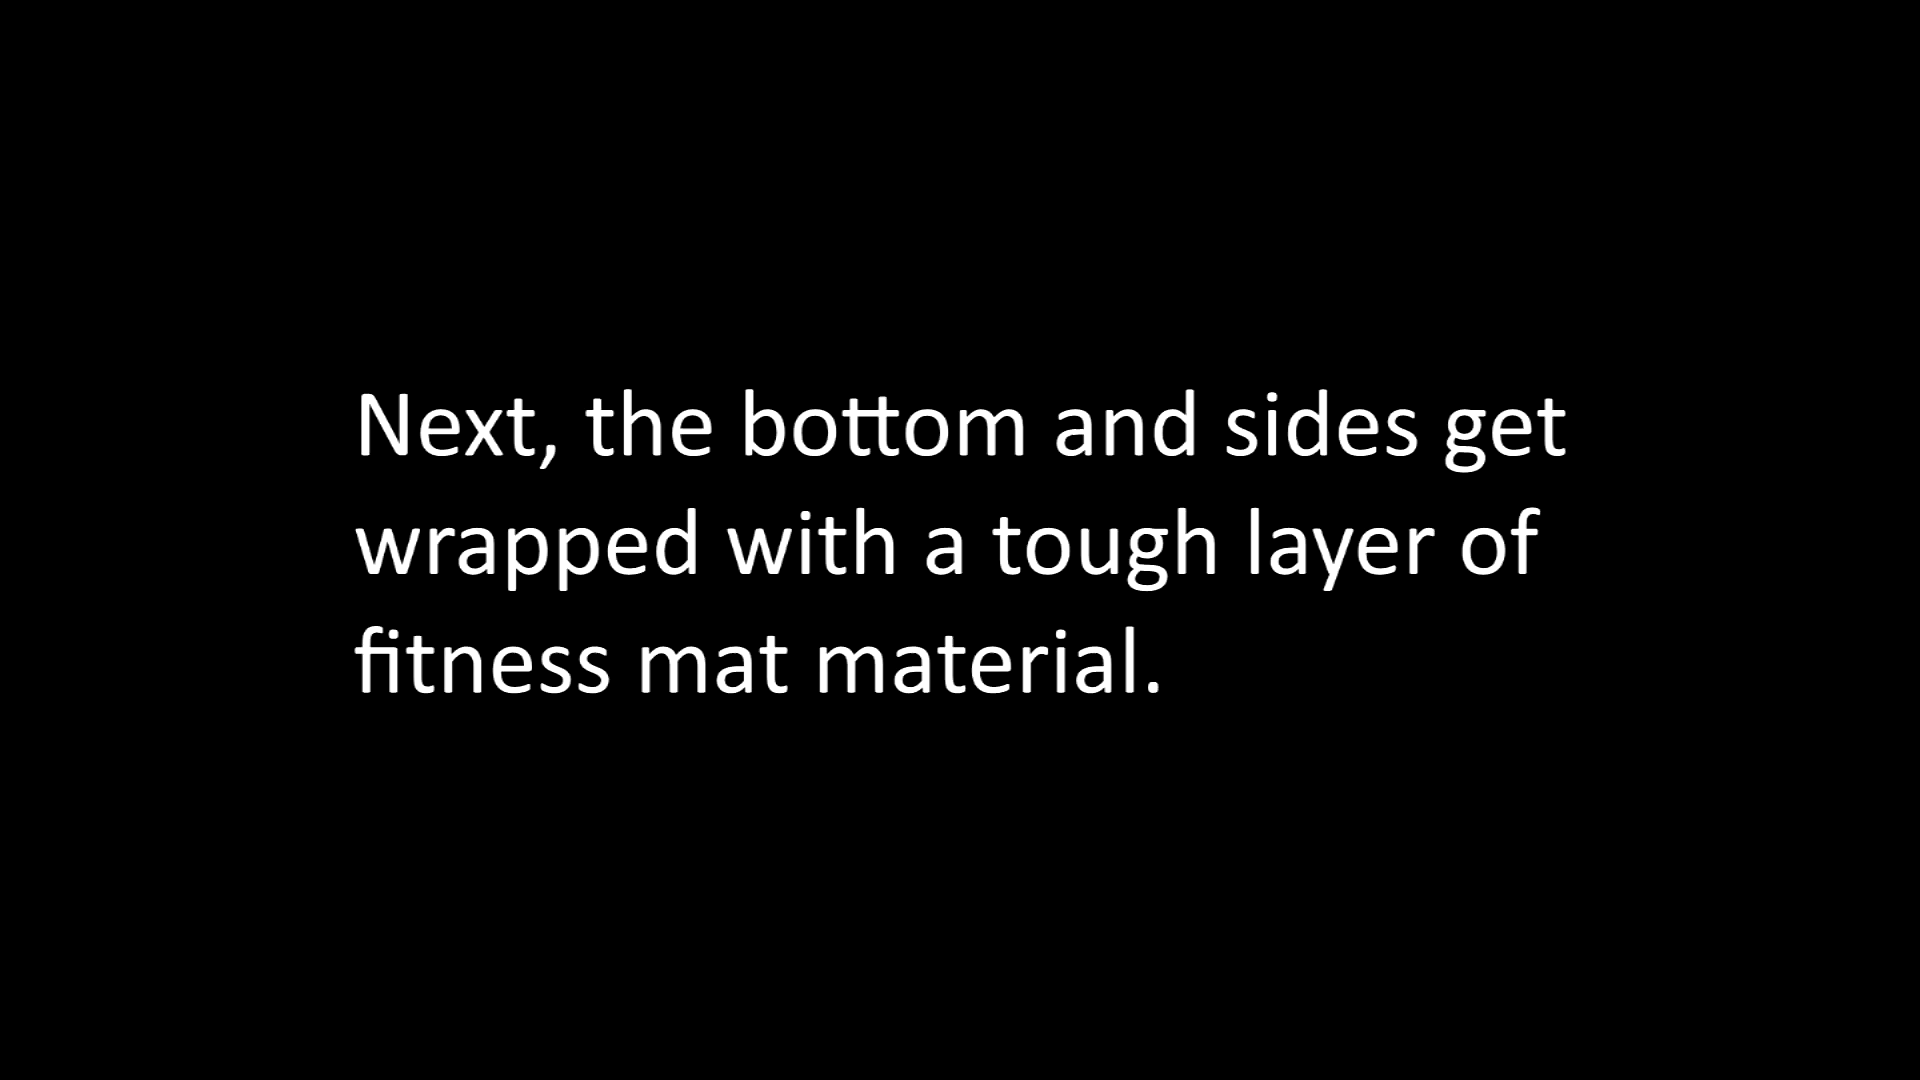 Next, the bottom and sides get
wrapped with a tough layer of
fitness mat material.